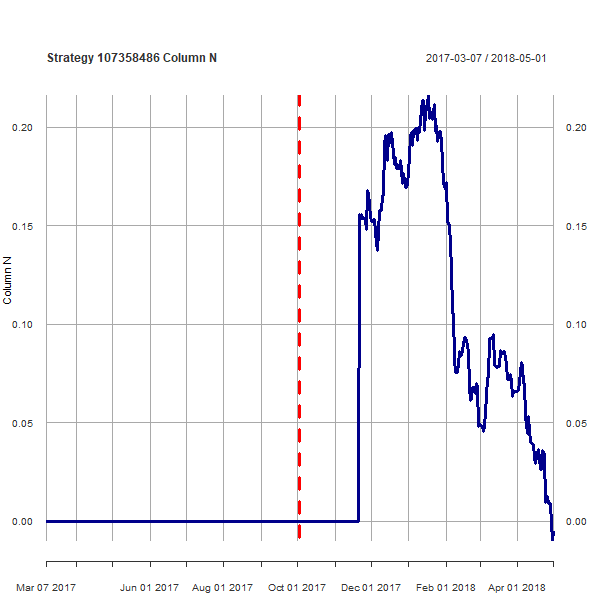 Strategy 107358486 Column N 2017-03-07 / 2018-05-01
0.20 0.20
0.15 0.15
Column N
0.10 0.10
0.05 0.05
0.00 0.00
Mar 07 2017 Jun 01 2017 Aug 01 2017 Oct 01 2017 Dec 01 2017 Feb 01 2018 Apr 01 2018